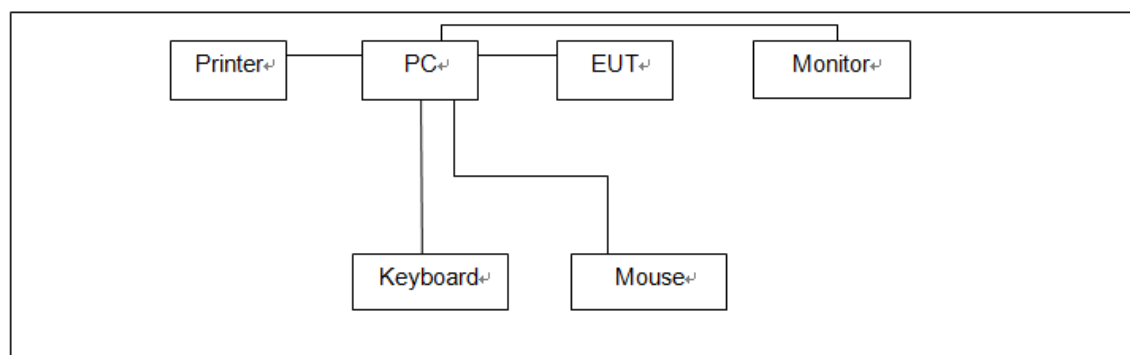 Printer
PC
EUT
Monitor
Keyboard
Mouse